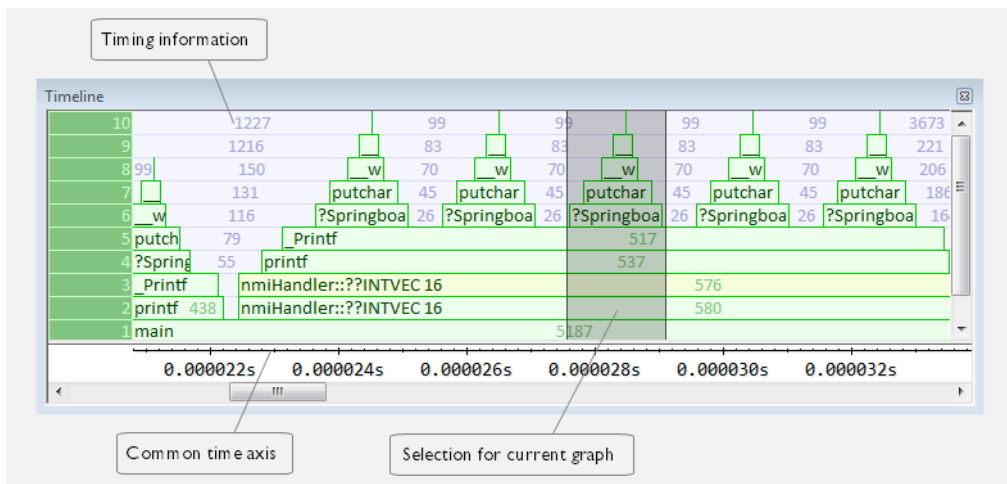 Timing information
Timeline
10 1227 99 99 99 99 3673
9 1216 83 83 83 83 221
8 99 150 __w 70 __w 70 __w 70 __w 70 __w 206
7 131 putchar 45 putchar 45 putchar 45 putchar 45 putchar 186
6 __w 116 ?Springboa 26 ?Springboa 26 ?Springboa 26 ?Springboa 26 ?Springboa 16
5 putch 79 _Printf 517
4 ?Spring 55 printf 537
3 _Printf nmiHandler::??INTVEC 16 576
2 printf 438 nmiHandler::??INTVEC 16 580
1 main 5187
0.000022s 0.000024s 0.000026s 0.000028s 0.000030s 0.000032s
Common time axis
Selection for current graph